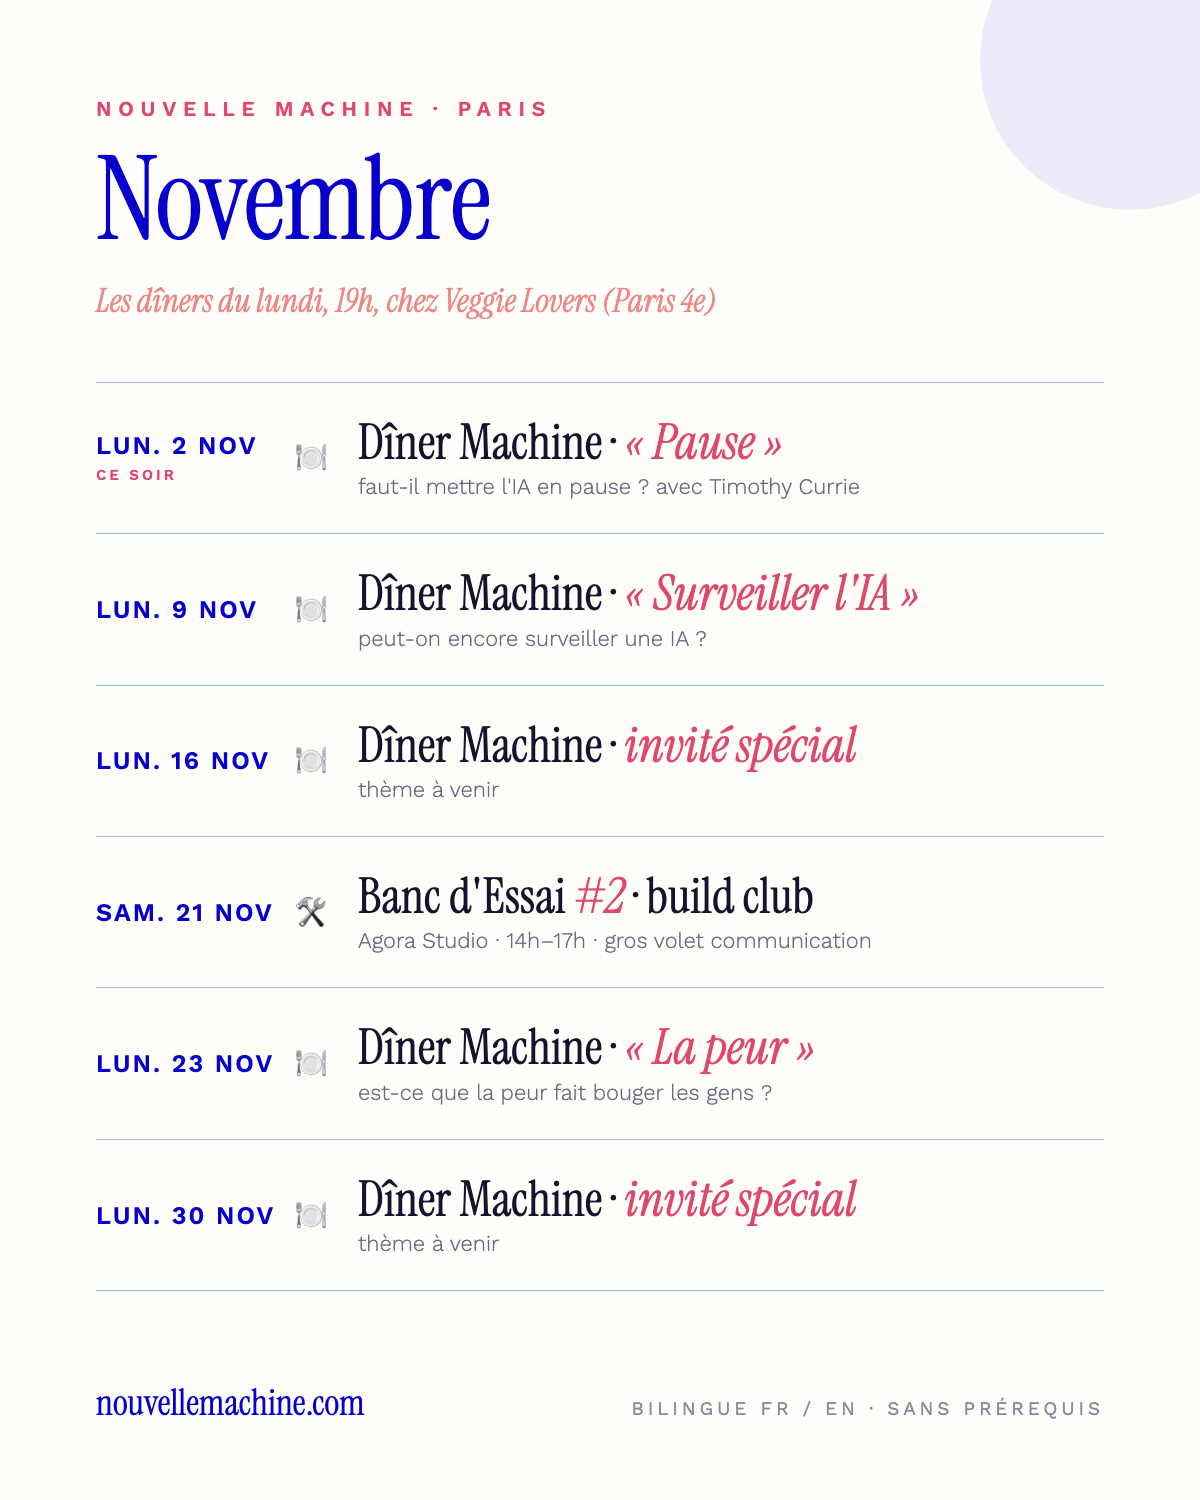 NOUVELLE MACHINE · PARIS
Novembre
Les dîners du lundi, 19h, chez Veggie Lovers (Paris 4e)
LUN. 2 NOV
CE SOIR
Dîner Machine · « Pause »
faut-il mettre l'IA en pause ? avec Timothy Currie
LUN. 9 NOV
Dîner Machine · « Surveiller l'IA »
peut-on encore surveiller une IA ?
LUN. 16 NOV
Dîner Machine · invité spécial
thème à venir
SAM. 21 NOV
Banc d'Essai #2 · build club
Agora Studio · 14h–17h · gros volet communication
LUN. 23 NOV
Dîner Machine · « La peur »
est-ce que la peur fait bouger les gens ?
LUN. 30 NOV
Dîner Machine · invité spécial
thème à venir
nouvellemachine.com
BILINGUE FR / EN · SANS PRÉREQUIS